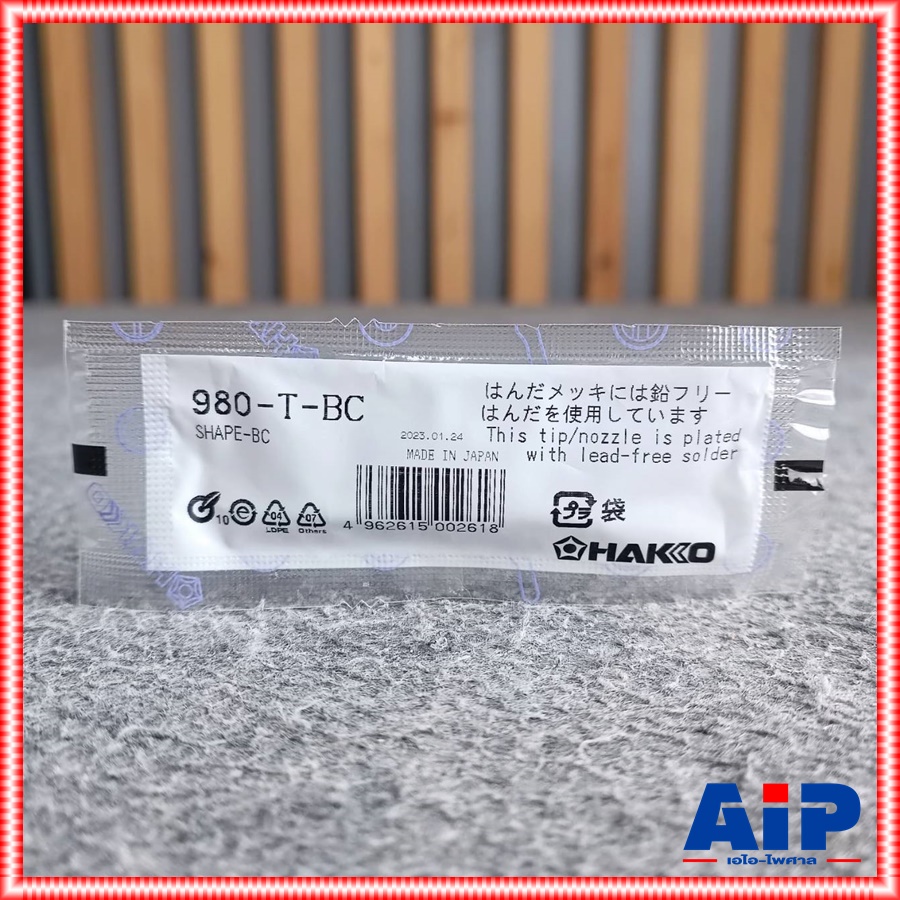 980-T-BC
SHAPE-BC
はんだメッキには鉛フリー
はんだを使用しています
2023.01.24
This tip/nozzle is plated
MADE IN JAPAN
with lead-free solder
10
04
LDPE
07
Others
4 962615 002618
プラ
袋
HAKKO
AiP
เอไอ-ไพศาล